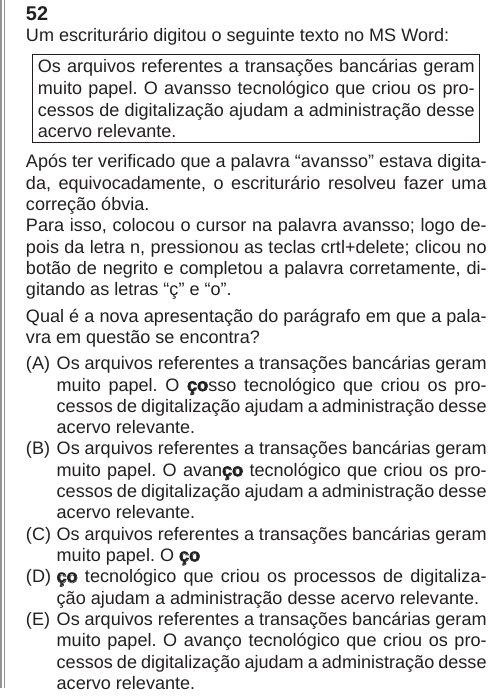 52
Um escriturário digitou o seguinte texto no MS Word:
Os arquivos referentes a transações bancárias geram
muito papel. O avansso tecnológico que criou os pro-
cessos de digitalização ajudam a administração desse
acervo relevante.
Após ter verificado que a palavra “avansso” estava digita-
da, equivocadamente, o escriturário resolveu fazer uma
correção óbvia.
Para isso, colocou o cursor na palavra avansso; logo de-
pois da letra n, pressionou as teclas crtl+delete; clicou no
botão de negrito e completou a palavra corretamente, di-
gitando as letras “ç” e “o”.
Qual é a nova apresentação do parágrafo em que a pala-
vra em questão se encontra?
(A) Os arquivos referentes a transações bancárias geram
muito papel. O çosso tecnológico que criou os pro-
cessos de digitalização ajudam a administração desse
acervo relevante.
(B) Os arquivos referentes a transações bancárias geram
muito papel. O avanço tecnológico que criou os pro-
cessos de digitalização ajudam a administração desse
acervo relevante.
(C) Os arquivos referentes a transações bancárias geram
muito papel. O ço
(D) ço tecnológico que criou os processos de digitaliza-
ção ajudam a administração desse acervo relevante.
(E) Os arquivos referentes a transações bancárias geram
muito papel. O avanço tecnológico que criou os pro-
cessos de digitalização ajudam a administração desse
acervo relevante.